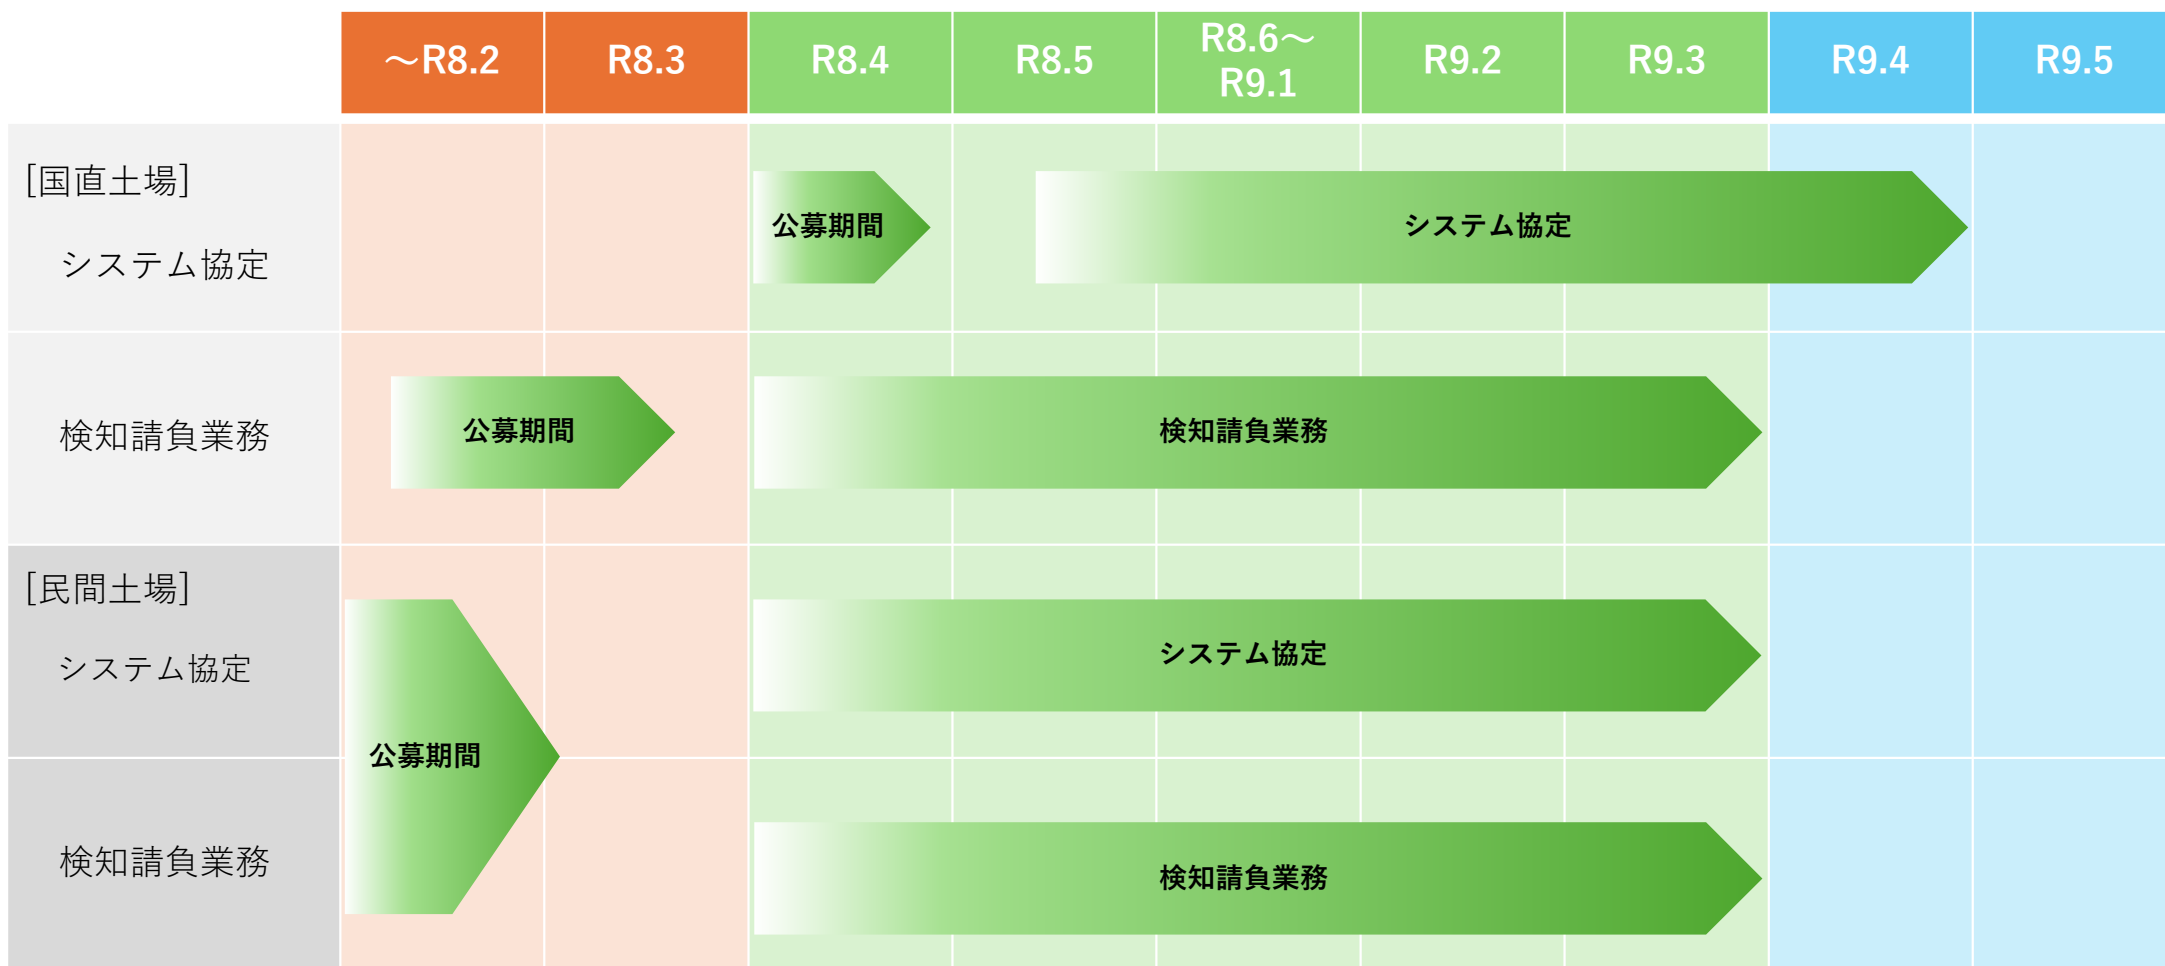 ～R8.2
R8.3
R8.4
R8.5
R8.6～
R9.1
R9.2
R9.3
R9.4
R9.5
[国直土場]
システム協定
公募期間
システム協定
検知請負業務
公募期間
検知請負業務
[民間土場]
システム協定
システム協定
公募期間
検知請負業務
検知請負業務